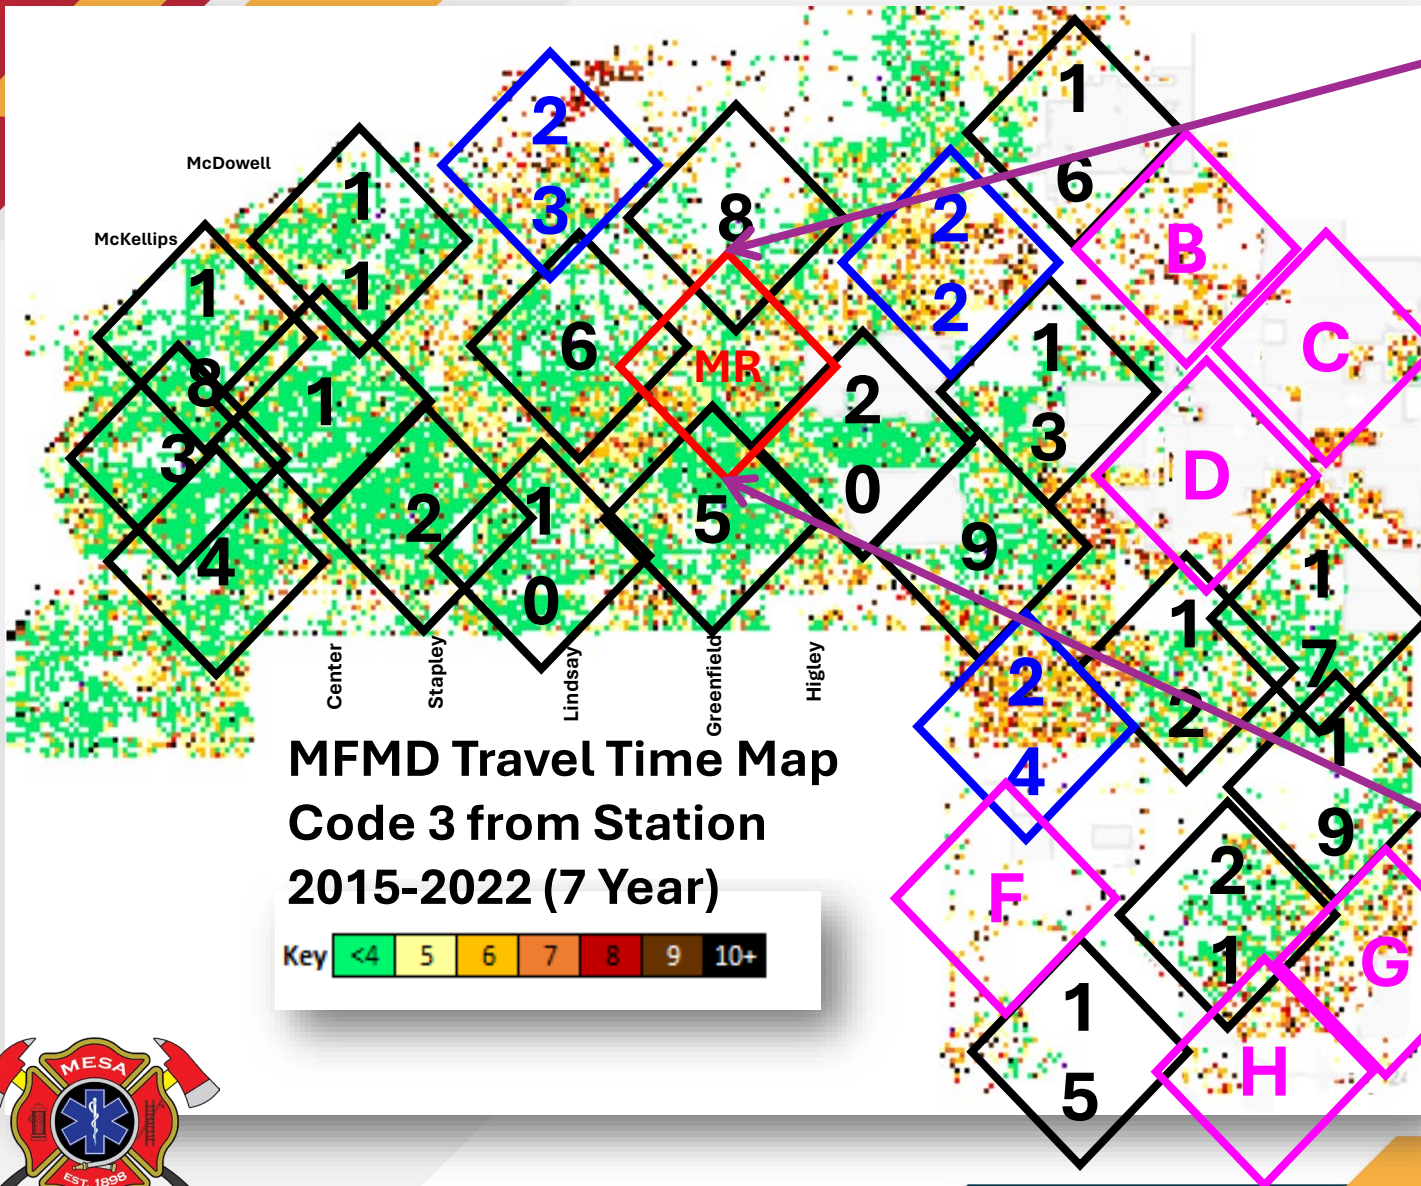 1
6
2
3
McDowell
1
1
8
2
2
McKellips
1
8
B
C
6
MR
1
3
1
2
0
3
D
2
1
0
5
9
4
1
7
1
2
Center
Stapley
Lindsay
Greenfield
Higley
2
4
1
9
MFMD Travel Time Map
Code 3 from Station
2015-2022 (7 Year)
2
1
F
G
Key <4 5 6 7 8 9 10+
1
5
H
MESA
EST. 1898